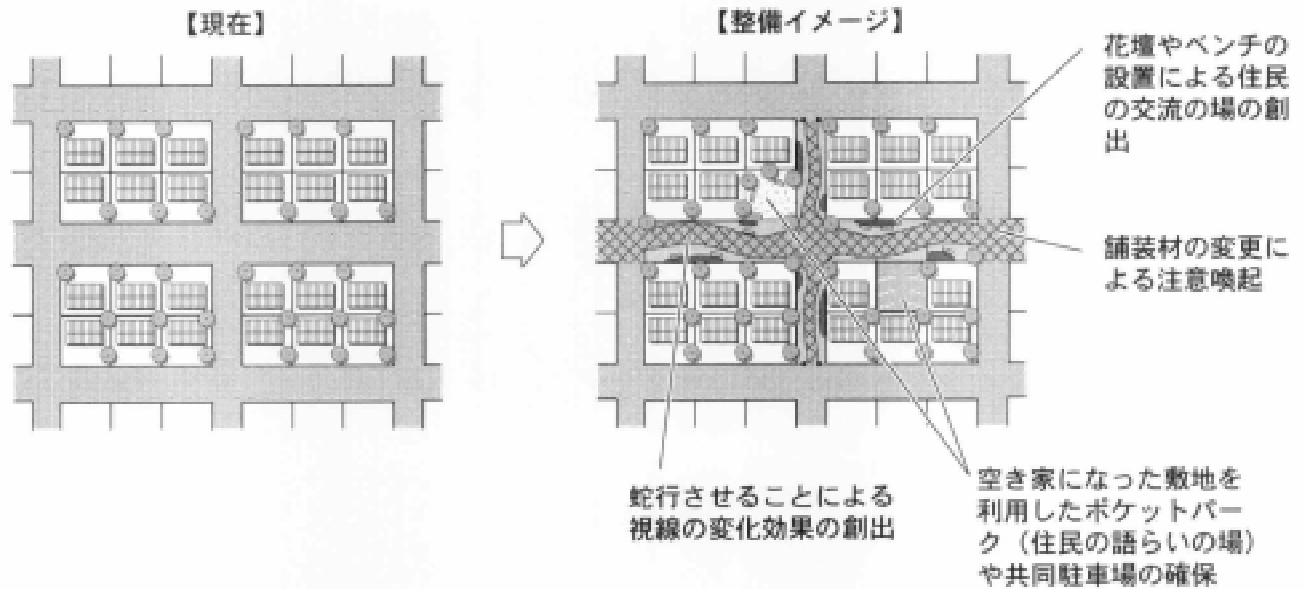 【現在】
【整備イメージ】
花壇やベンチの
設置による住民
の交流の場の創
出
舗装材の変更に
よる注意喚起
蛇行させることによる
視線の変化効果の創出
空き家になった敷地を
利用したポケットパー
ク（住民の語らいの場）
や共同駐車場の確保